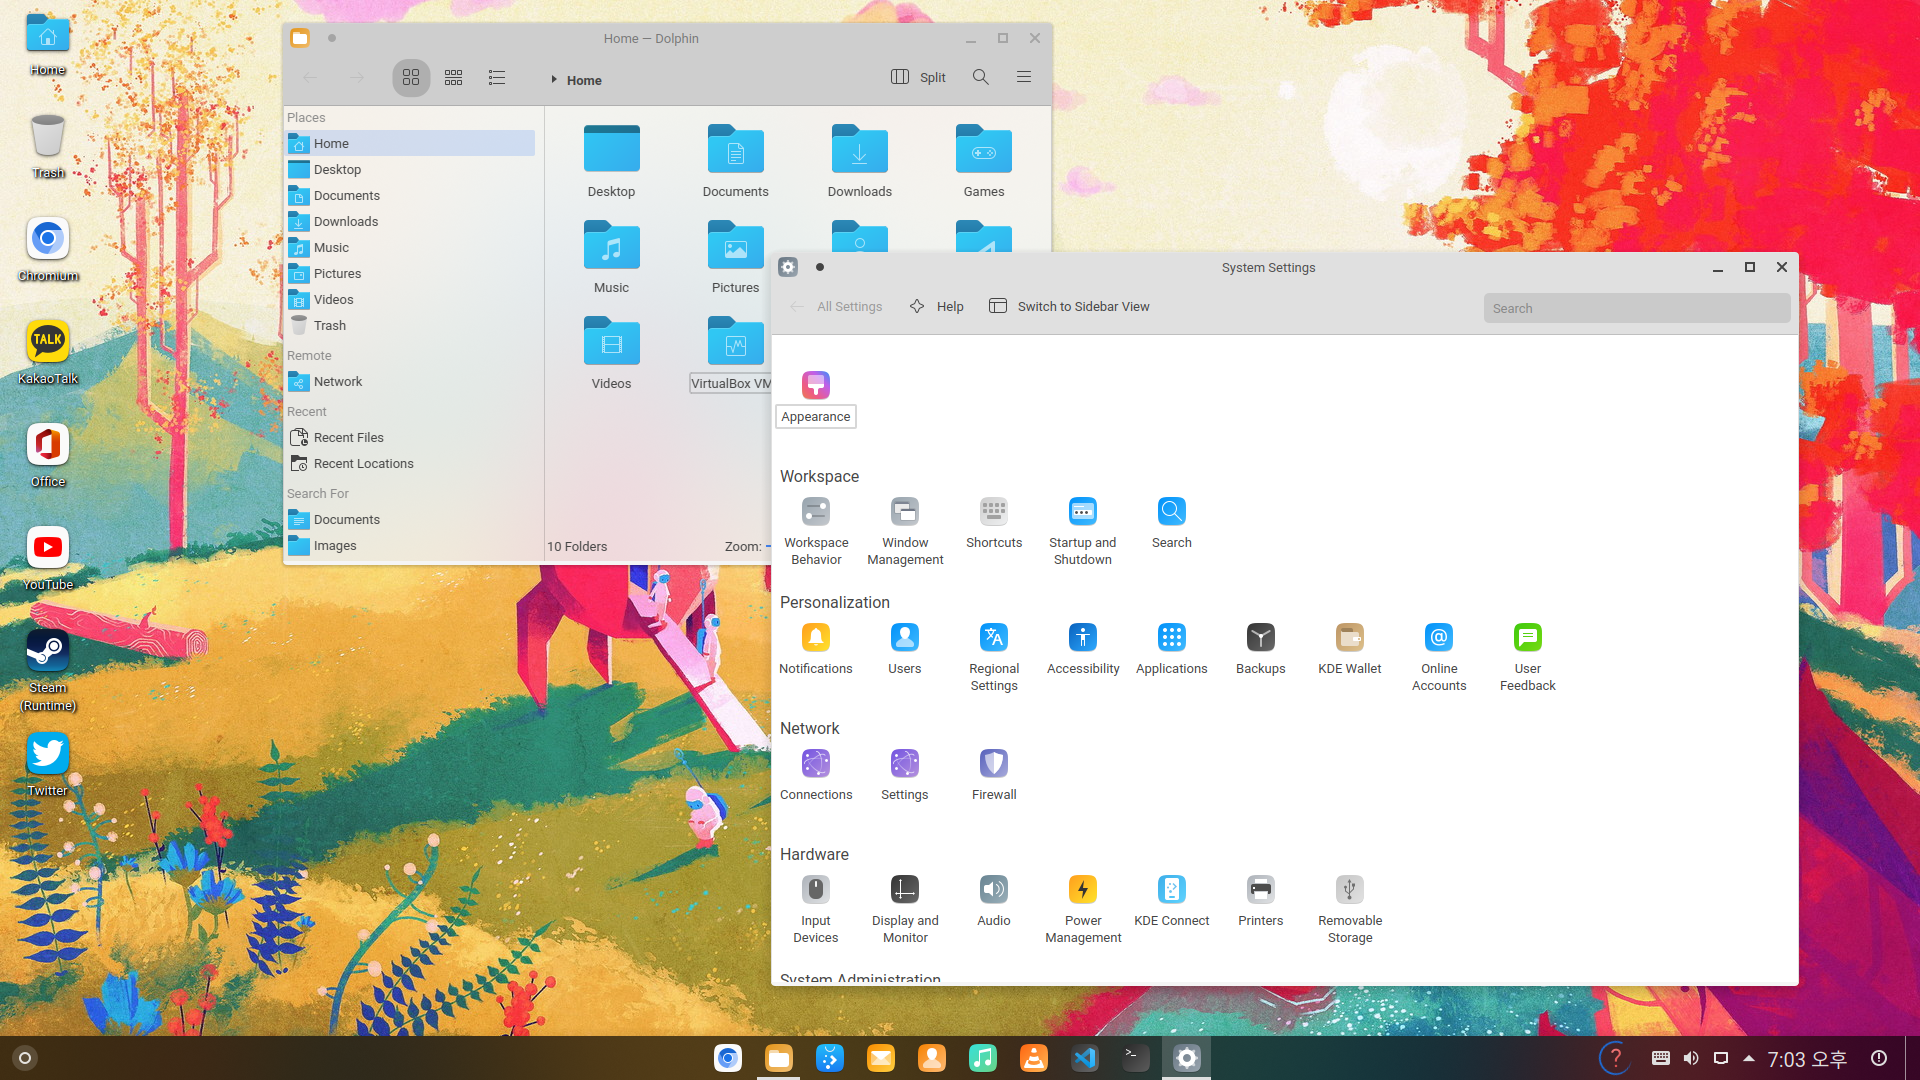 Home
Trash
Chromium
TALK
KakaoTalk
Office
YouTube
Steam
(Runtime)
Twitter
Home — Dolphin
Home
Split
Places
Home
Desktop
Documents
Downloads
Music
Pictures
Videos
Trash
Remote
Network
Recent
Recent Files
Recent Locations
Search For
Documents
Images
Desktop
Documents
Downloads
Games
Music
Pictures
Videos
VirtualBox VM
10 Folders
Zoom:
System Settings
All Settings
Help
Switch to Sidebar View
Search
Appearance
Workspace
Workspace
Behavior
Window
Management
Shortcuts
Startup and
Shutdown
Search
Personalization
Notifications
Users
Regional
Settings
Accessibility
Applications
Backups
KDE Wallet
Online
Accounts
User
Feedback
Network
Connections
Settings
Firewall
Hardware
Input
Devices
Display and
Monitor
Audio
Power
Management
KDE Connect
Printers
Removable
Storage
System Administration
7:03 오후